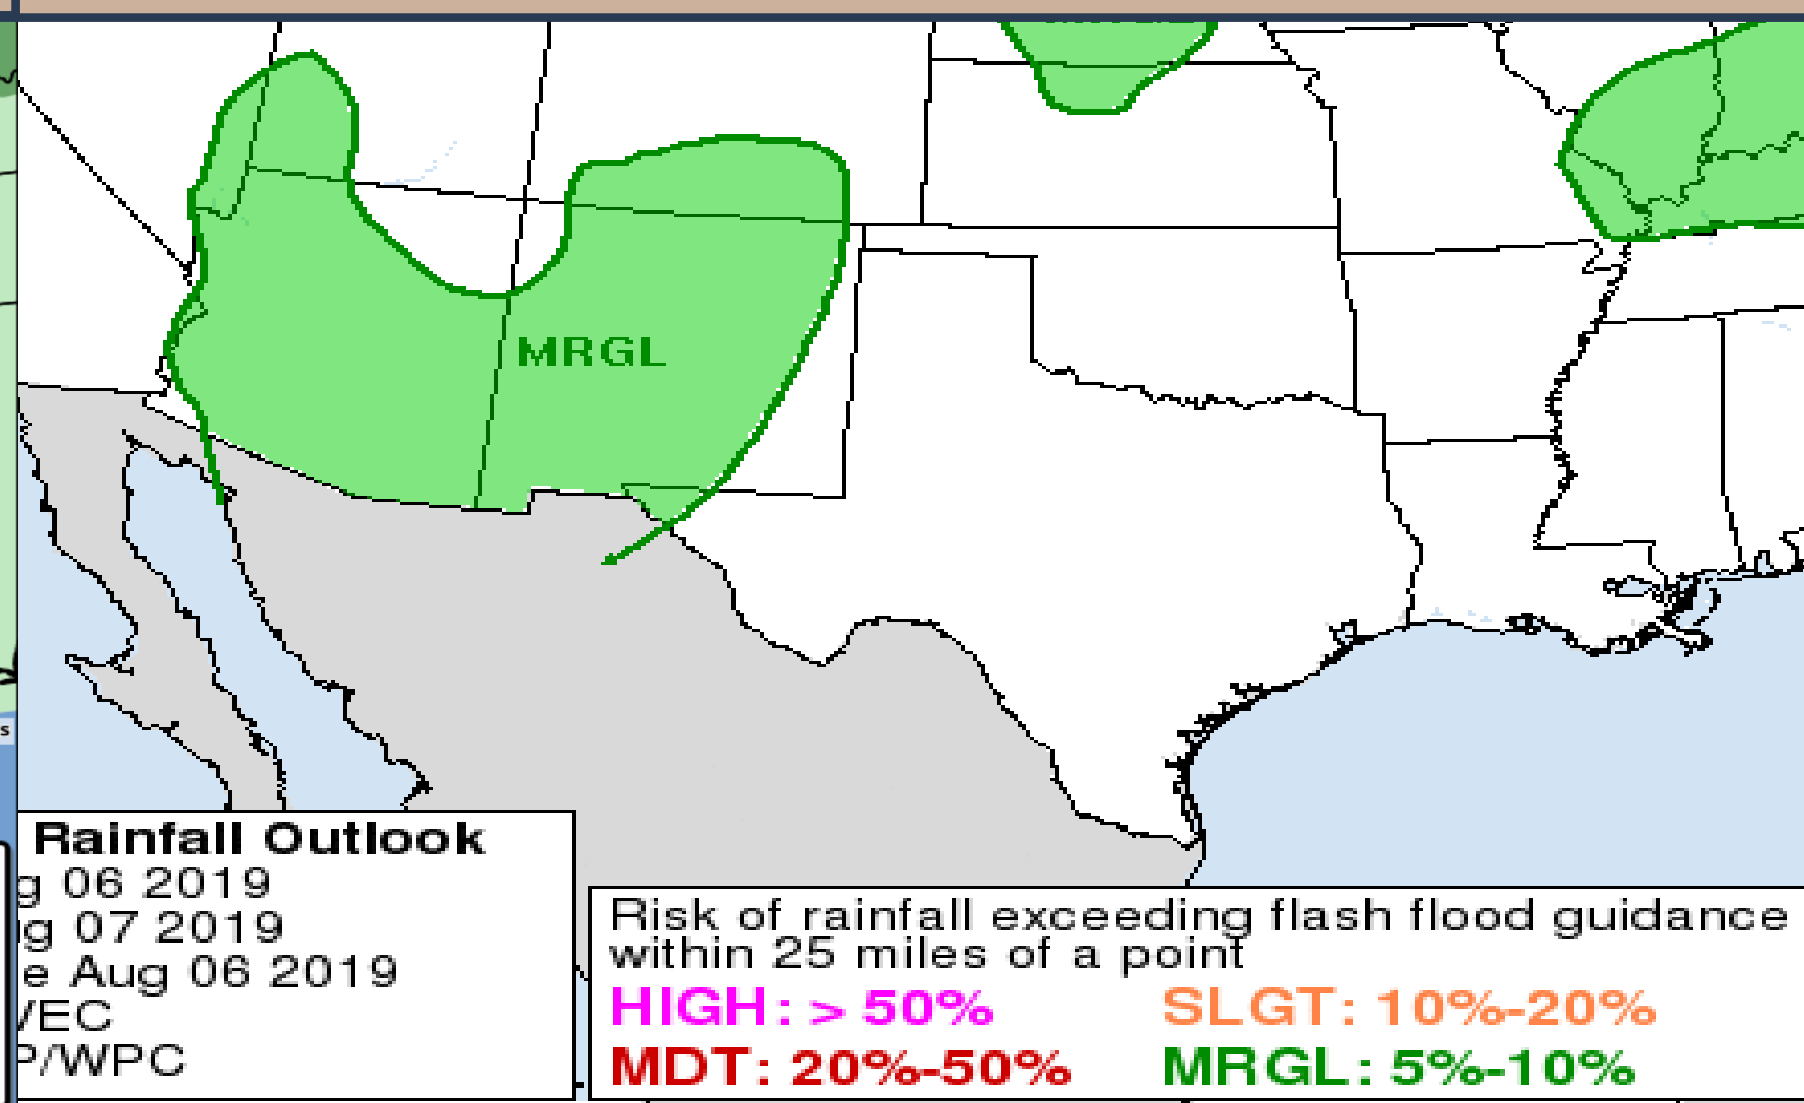 MRGL
s
Rainfall Outlook
g 06 2019
g 07 2019
e Aug 06 2019
VEC
P/WPC
Risk of rainfall exceeding flash flood guidance
within 25 miles of a point
HIGH: > 50%
SLGT: 10%-20%
MDT: 20%-50%
MRGL: 5%-10%